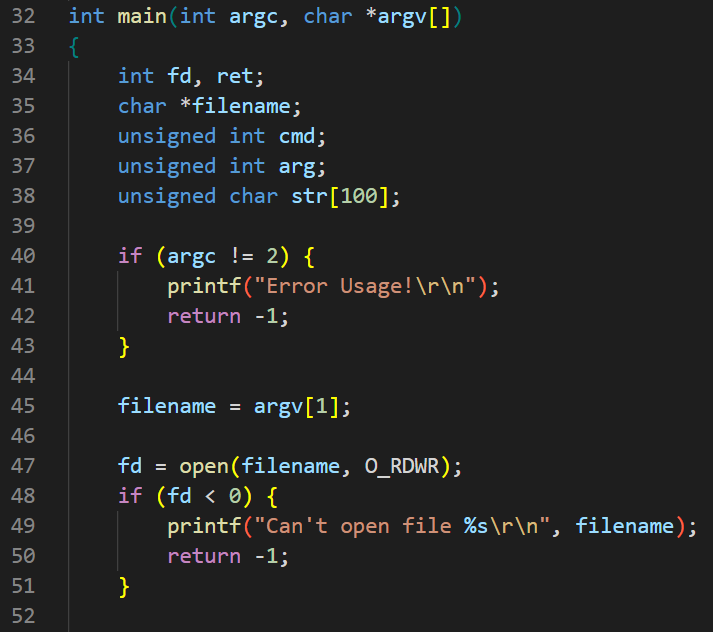 32 int main(int argc, char *argv[])
33 {
34     int fd, ret;
35     char *filename;
36     unsigned int cmd;
37     unsigned int arg;
38     unsigned char str[100];
39
40     if (argc != 2) {
41         printf("Error Usage!\r\n");
42         return -1;
43     }
44
45     filename = argv[1];
46
47     fd = open(filename, O_RDWR);
48     if (fd < 0) {
49         printf("Can't open file %s\r\n", filename);
50         return -1;
51     }
52